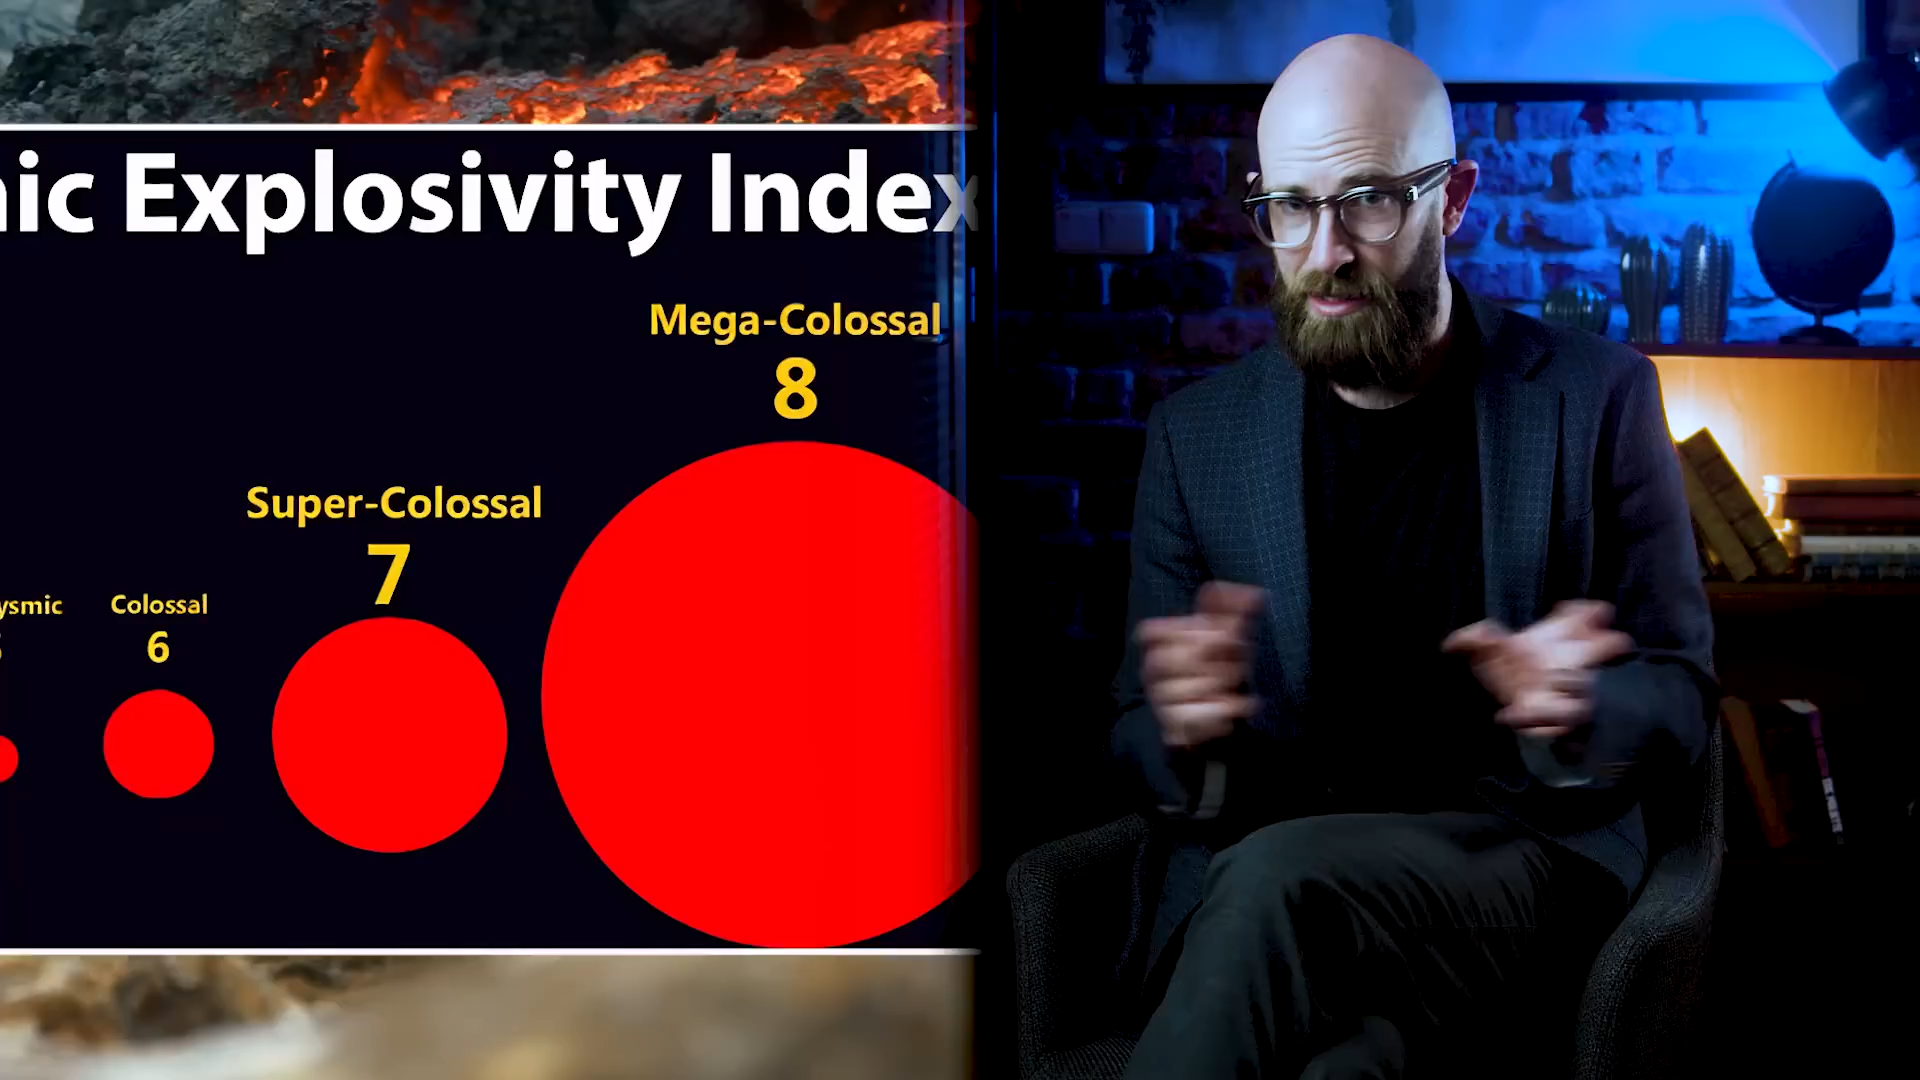 ic Explosivity Index
Mega-Colossal
8
Super-Colossal
7
ysmic
Colossal
6